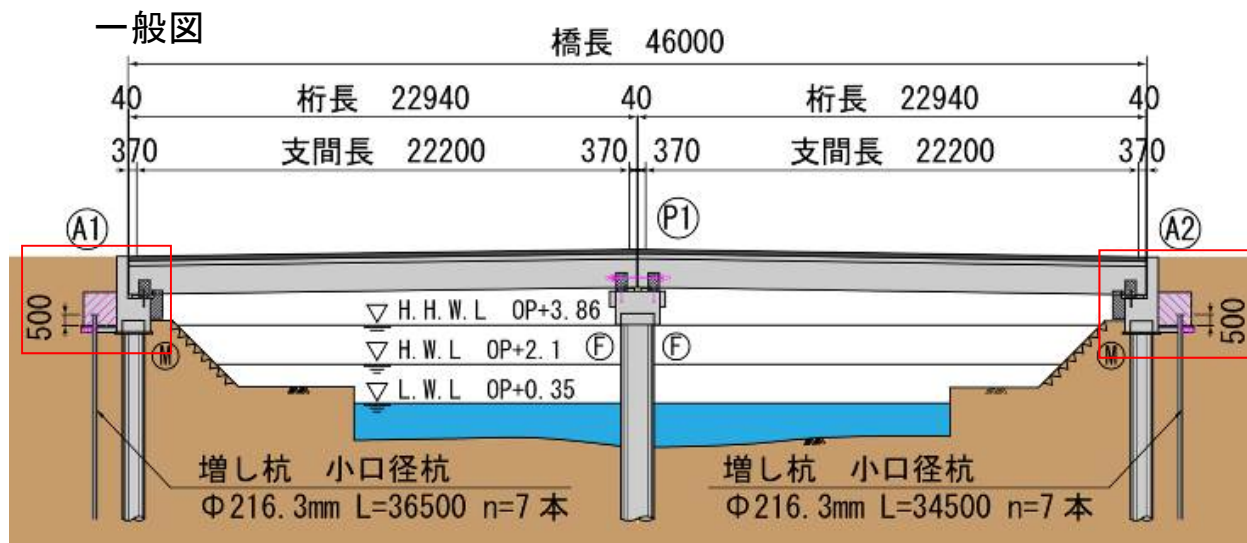 一般図
橋長 46000
40 桁長 22940 40 桁長 22940 40
370 支間長 22200 370 370 支間長 22200 370
A1 P1 A2
500 ▽ H.H.W.L OP+3.86 500
M ▽ H.W.L OP+2.1 F F M
▽ L.W.L OP+0.35
増し杭 小口径杭
Φ216.3mm L=36500 n=7本
増し杭 小口径杭
Φ216.3mm L=34500 n=7本